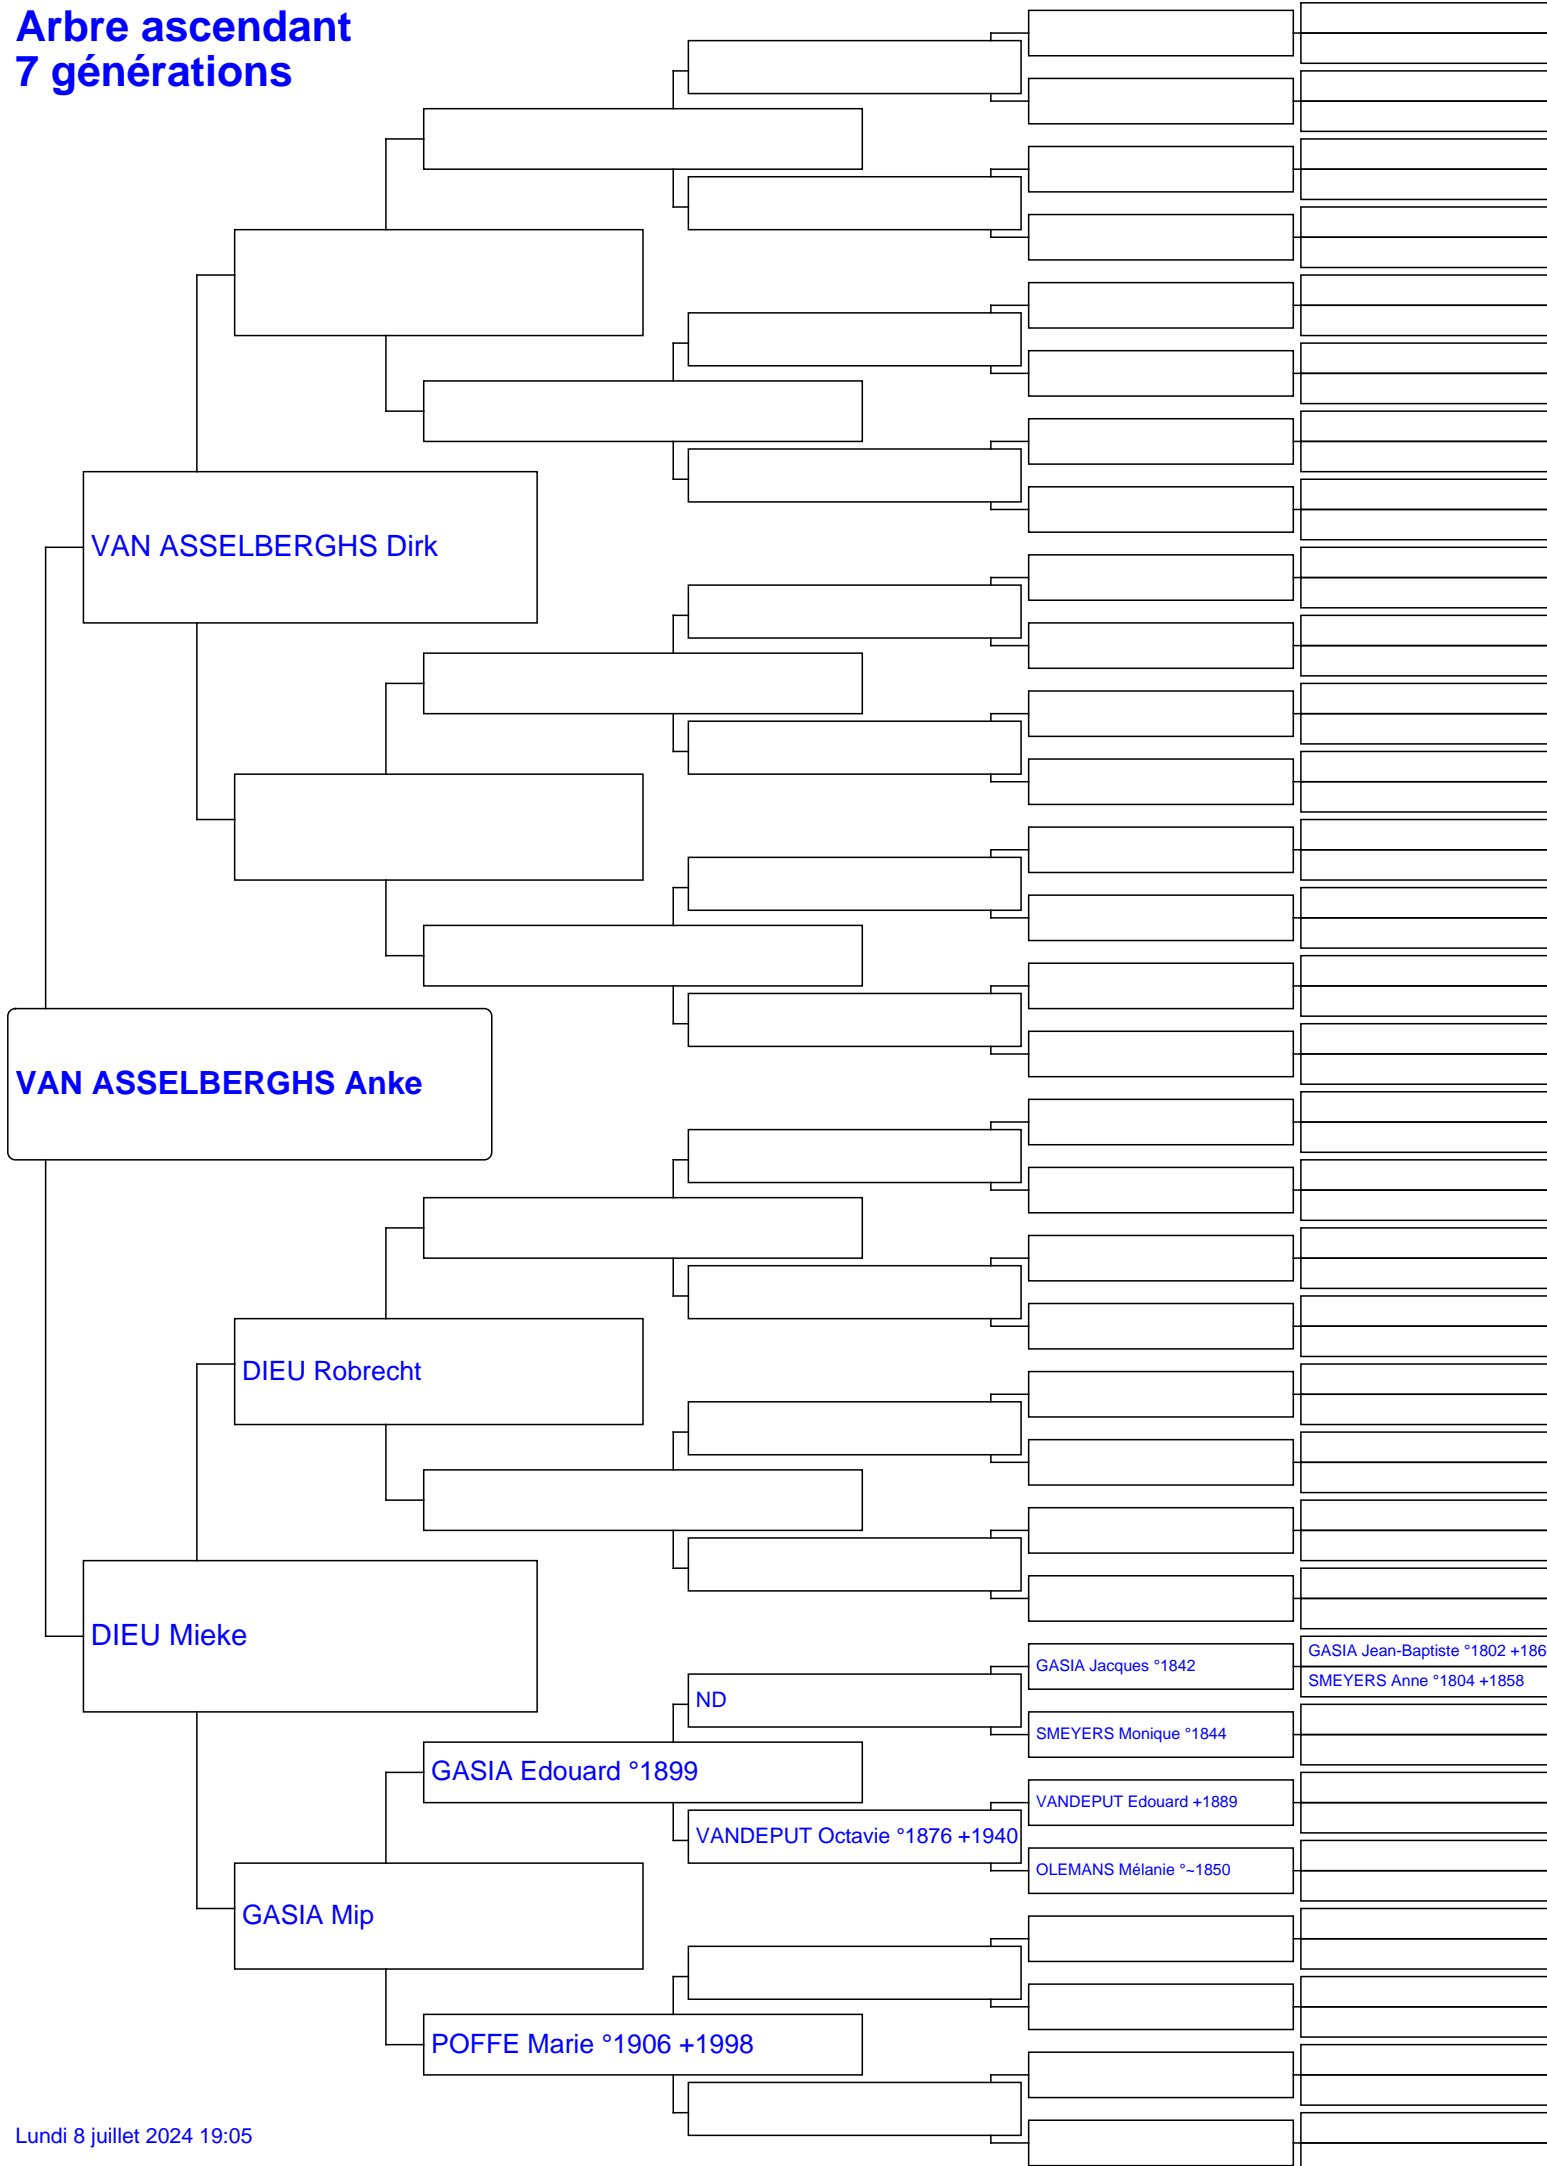 Arbre ascendant
7 générations
VAN ASSELBERGHS Dirk
VAN ASSELBERGHS Anke
DIEU Robrecht
DIEU Mieke
GASIA Jean-Baptiste °1802 +186
GASIA Jacques °1842
SMEYERS Anne °1804 +1858
ND
SMEYERS Monique °1844
GASIA Edouard °1899
VANDEPUT Edouard +1889
VANDEPUT Octavie °1876 +1940
OLEMANS Mélanie °~1850
GASIA Mip
POFFE Marie °1906 +1998
Lundi 8 juillet 2024 19:05